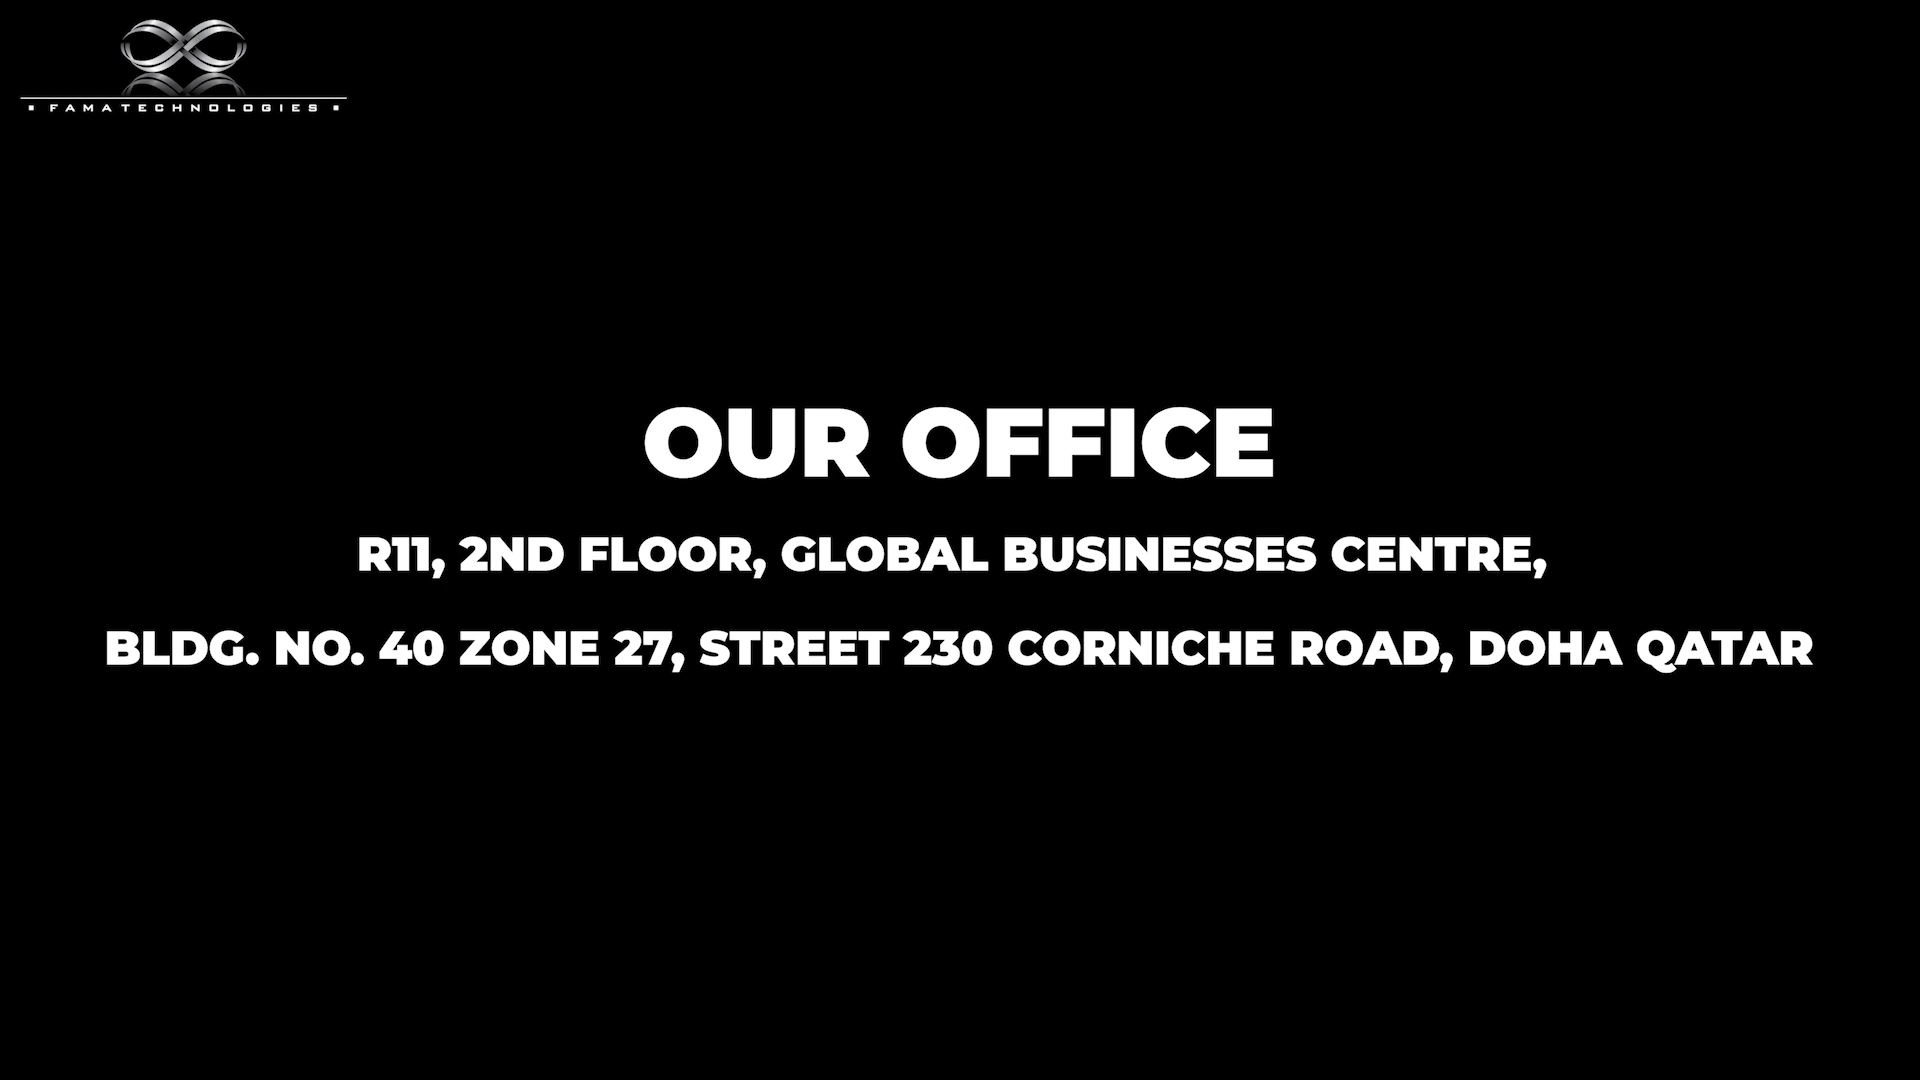 FAMATECHNOLOGIES
OUR OFFICE
R11, 2ND FLOOR, GLOBAL BUSINESSES CENTRE,
BLDG. NO. 40 ZONE 27, STREET 230 CORNICHE ROAD, DOHA QATAR